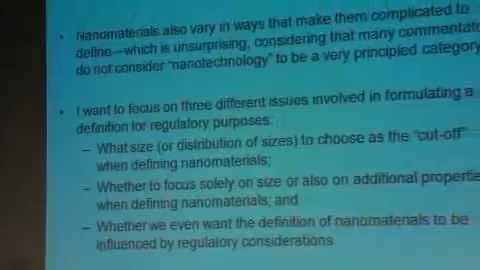 • Nanomaterials also vary in ways that make them complicated to
define—which is unsurprising, considering that many
do not consider "nanotechnology" to be a very principled category
• I want to focus on three different issues involved in formulating a
definition for regulatory purposes:
– What size (or distribution of sizes) to choose as the "cut-off"
when defining nanomaterials;
– Whether to focus solely on size or also on additional
when defining nanomaterials; and
– Whether we even want the definition of nanomaterials to be
influenced by regulatory considerations.